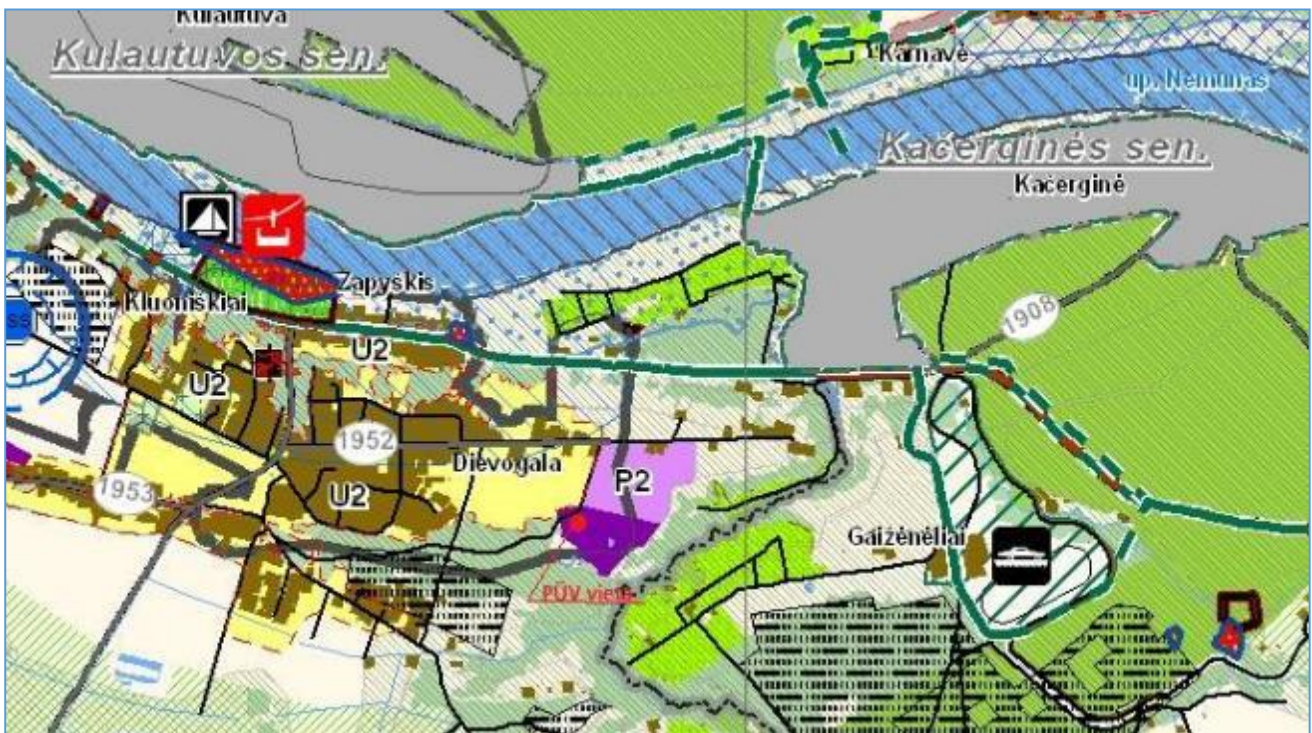 Kulautuva
Kulautuvos sen.
Karnavė
up. Nemunas
Kačerginės sen.
Kačerginė
Zapyškis
Kluoniškiai
1908
U2
U2
1952
Dievogala
P2
1953
U2
Gaižėnėliai
PŪV vieta